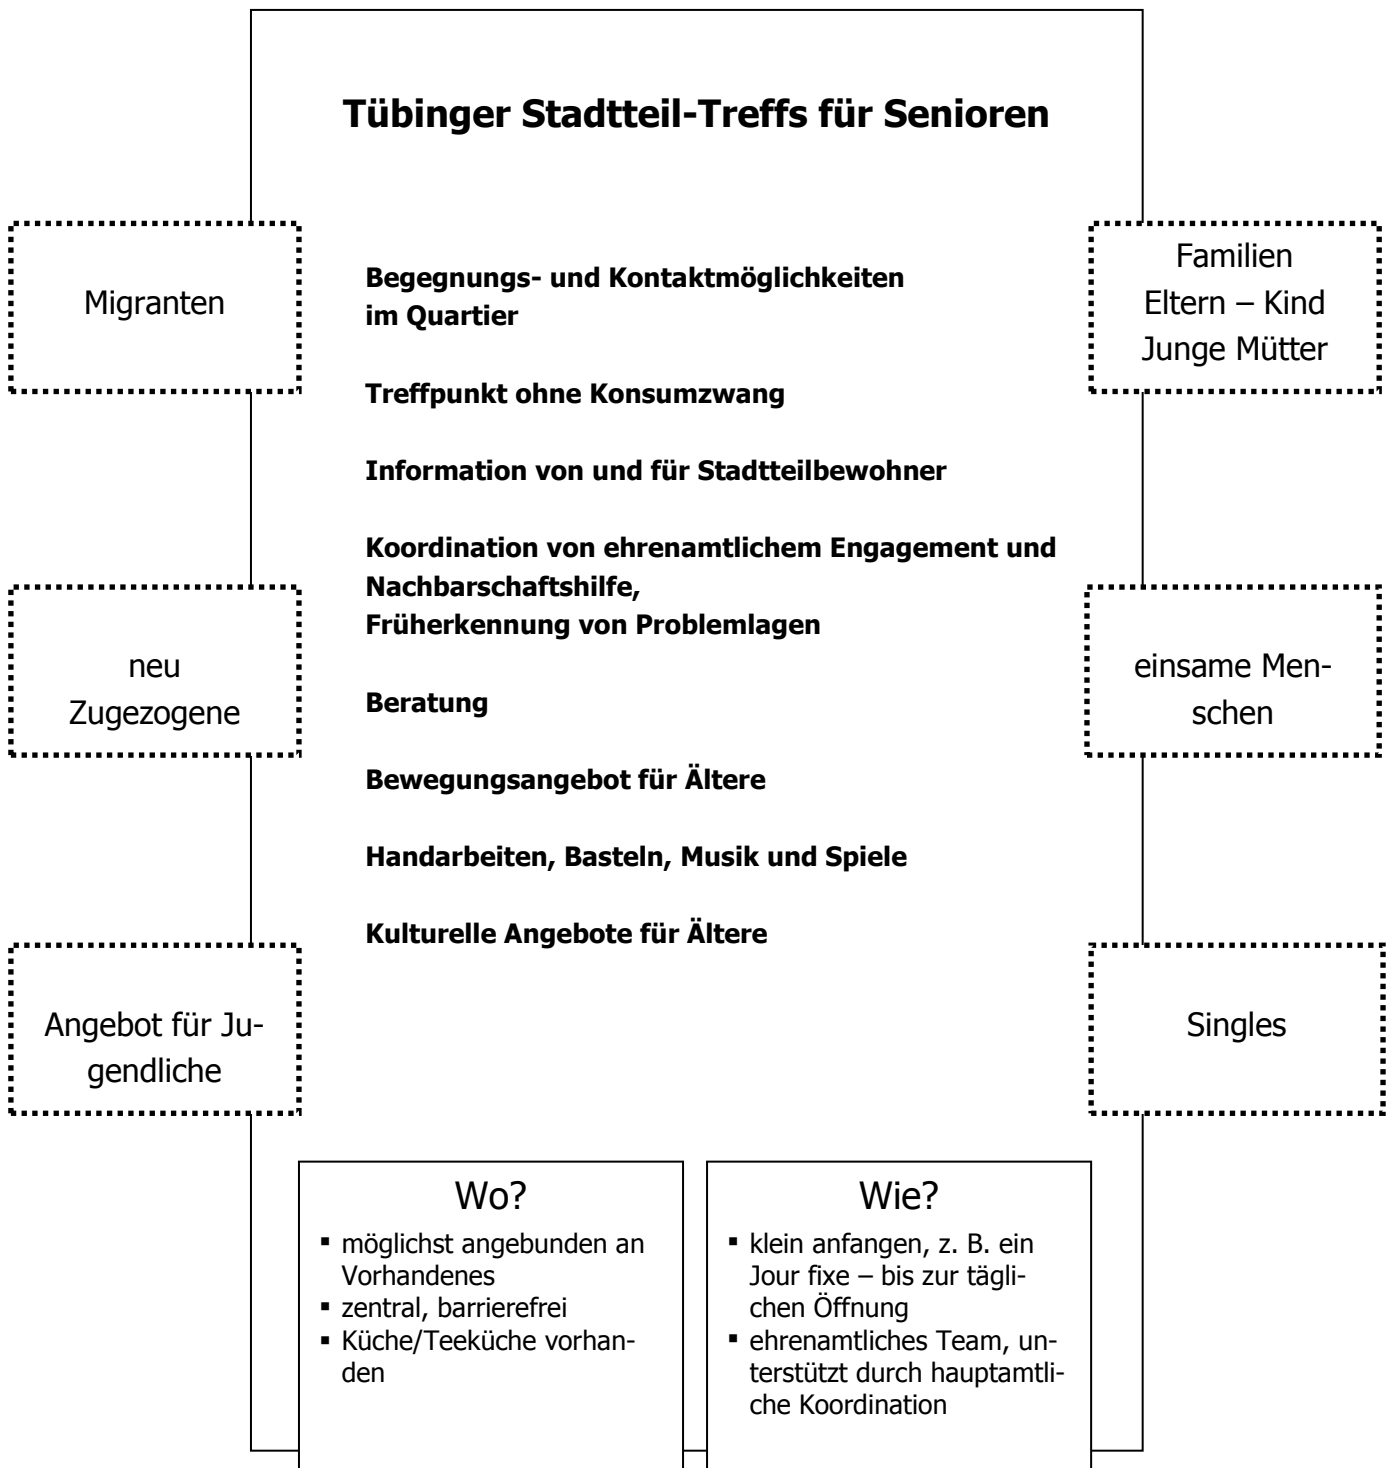 Tübinger Stadtteil-Treffs für Senioren
Migranten
Begegnungs- und Kontaktmöglichkeiten
im Quartier
Treffpunkt ohne Konsumzwang
Information von und für Stadtteilbewohner
Koordination von ehrenamtlichem Engagement und
Nachbarschaftshilfe,
Früherkennung von Problemlagen
Beratung
Bewegungsangebot für Ältere
Handarbeiten, Basteln, Musik und Spiele
Kulturelle Angebote für Ältere
Familien
Eltern – Kind
Junge Mütter
neu
Zugezogene
einsame Men-
schen
Angebot für Ju-
gendliche
Singles
Wo?
▪ möglichst angebunden an
Vorhandenes
▪ zentral, barrierefrei
▪ Küche/Teeküche vorhan-
den
Wie?
▪ klein anfangen, z. B. ein
Jour fixe – bis zur tägli-
chen Öffnung
▪ ehrenamtliches Team, un-
terstützt durch hauptamtli-
che Koordination